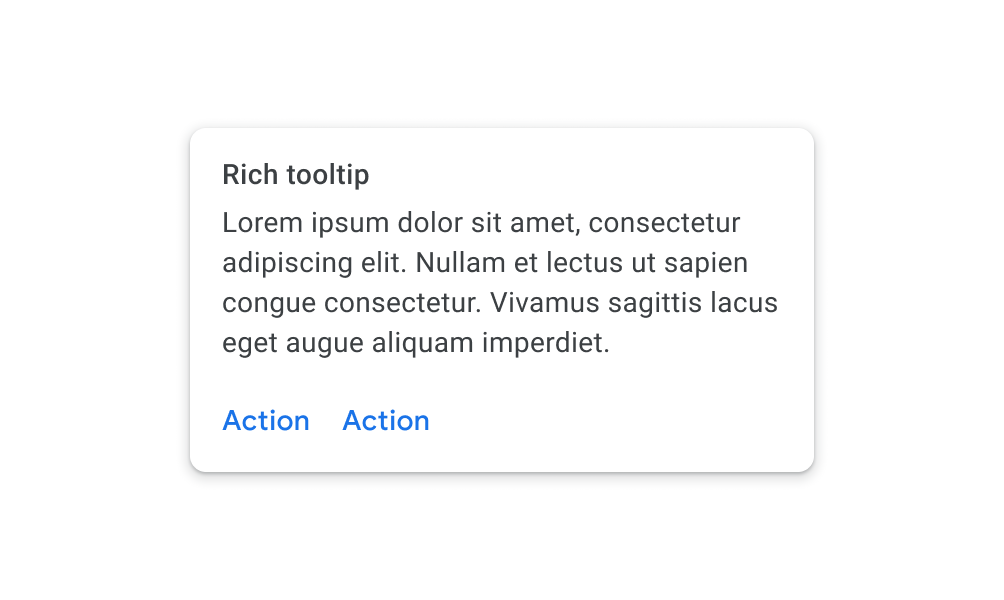 Rich tooltip
Lorem ipsum dolor sit amet, consectetur
adipiscing elit. Nullam et lectus ut sapien
congue consectetur. Vivamus sagittis lacus
eget augue aliquam imperdiet.
Action Action